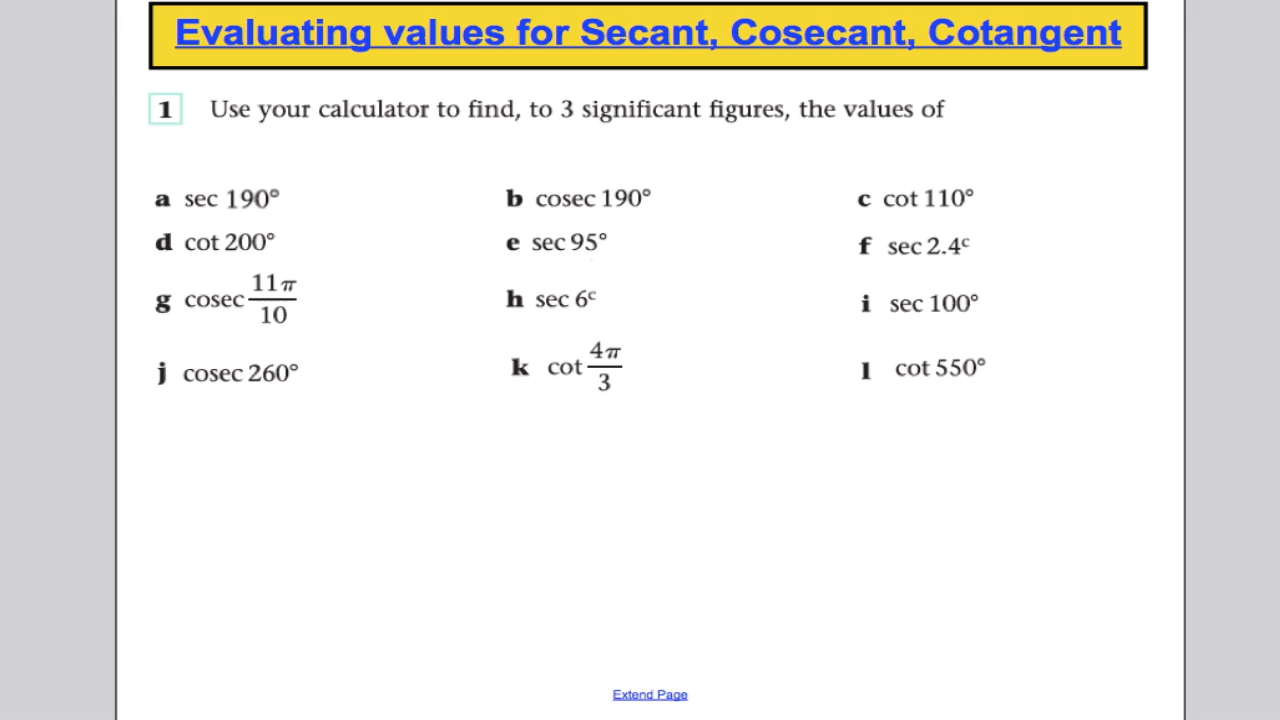 Evaluating values for Secant, Cosecant, Cotangent
1 Use your calculator to find, to 3 significant figures, the values of
a sec 190° b cosec 190° c cot 110°
d cot 200° e sec 95° f sec 2.4ᶜ
g cosec 11π/10 h sec 6ᶜ i sec 100°
j cosec 260° k cot 4π/3 l cot 550°
Extend Page